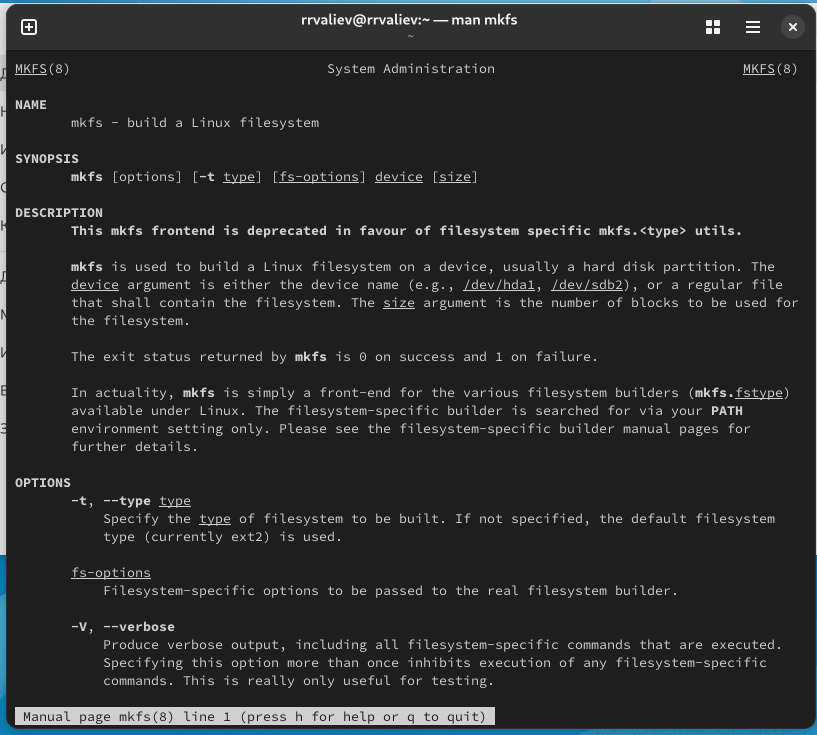 rrvaliev@rrvaliev:~ — man mkfs
~
MKFS(8) System Administration MKFS(8)
NAME
mkfs - build a Linux filesystem
SYNOPSIS
mkfs [options] [-t type] [fs-options] device [size]
DESCRIPTION
This mkfs frontend is deprecated in favour of filesystem specific mkfs.<type> utils.
mkfs is used to build a Linux filesystem on a device, usually a hard disk partition. The
device argument is either the device name (e.g., /dev/hda1, /dev/sdb2), or a regular file
that shall contain the filesystem. The size argument is the number of blocks to be used for
the filesystem.
The exit status returned by mkfs is 0 on success and 1 on failure.
In actuality, mkfs is simply a front-end for the various filesystem builders (mkfs.fstype)
available under Linux. The filesystem-specific builder is searched for via your PATH
environment setting only. Please see the filesystem-specific builder manual pages for
further details.
OPTIONS
-t, --type type
Specify the type of filesystem to be built. If not specified, the default filesystem
type (currently ext2) is used.
fs-options
Filesystem-specific options to be passed to the real filesystem builder.
-V, --verbose
Produce verbose output, including all filesystem-specific commands that are executed.
Specifying this option more than once inhibits execution of any filesystem-specific
commands. This is really only useful for testing.
Manual page mkfs(8) line 1 (press h for help or q to quit)